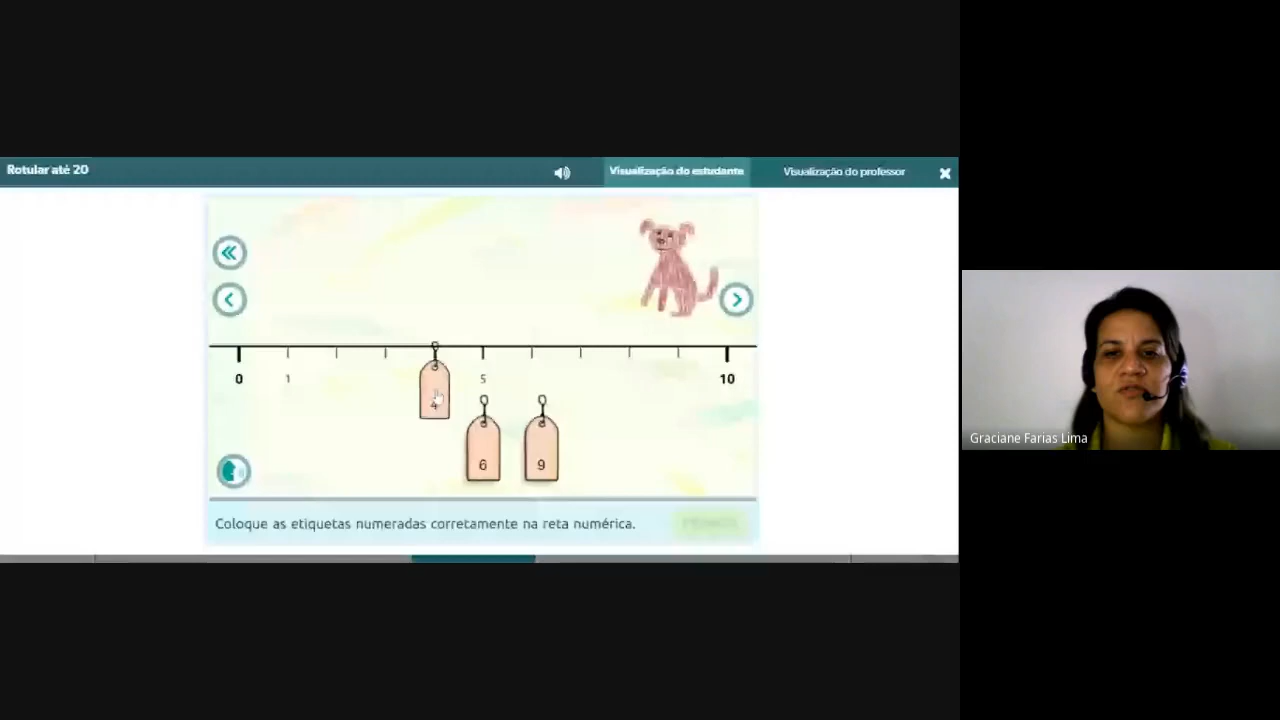 Rotular até 20
Visualização do estudante
Visualização do professor
0
1
5
10
4
6
9
Coloque as etiquetas numeradas corretamente na reta numérica.
Graciane Farias Lima